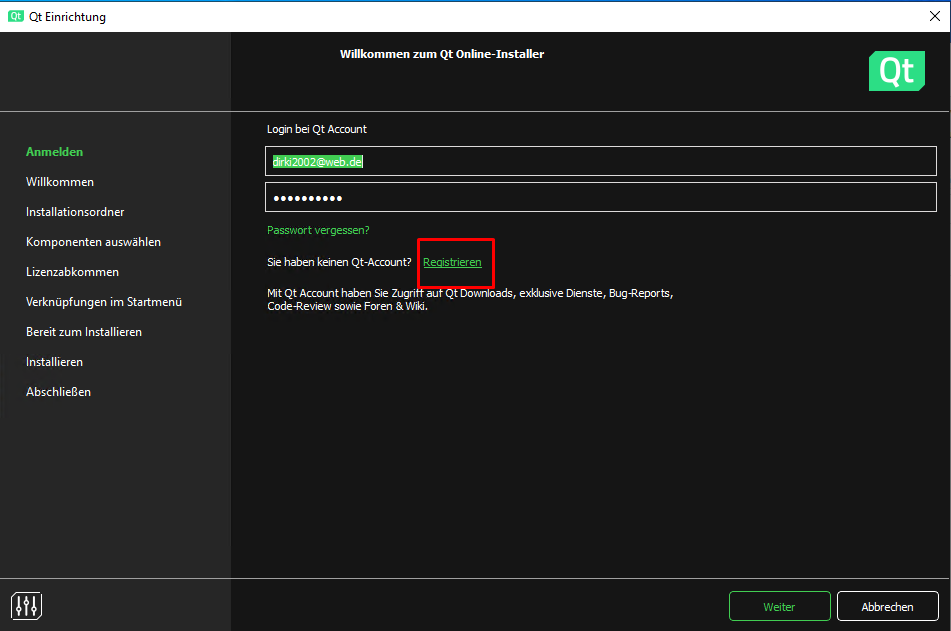 Qt Qt Einrichtung
Willkommen zum Qt Online-Installer
Qt
Anmelden
Willkommen
Installationsordner
Komponenten auswählen
Lizenzabkommen
Verknüpfungen im Startmenü
Bereit zum Installieren
Installieren
Abschließen
Login bei Qt Account
dirki2002@web.de
Passwort vergessen?
Sie haben keinen Qt-Account? Registrieren
Mit Qt Account haben Sie Zugriff auf Qt Downloads, exklusive Dienste, Bug-Reports,
Code-Review sowie Foren & Wiki.
Weiter Abbrechen